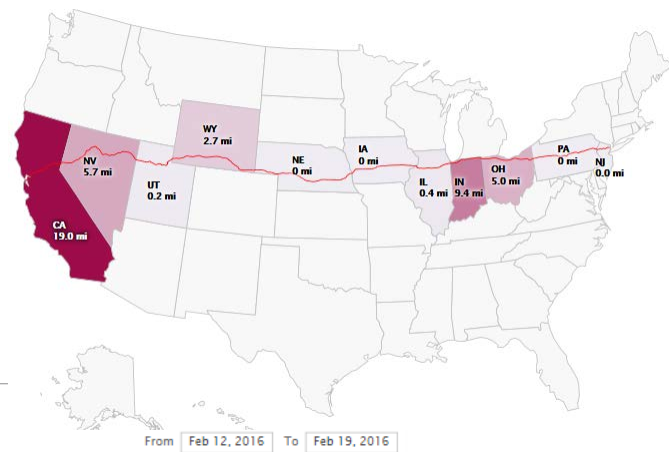 WY
2.7 mi
NV
5.7 mi
UT
0.2 mi
NE
0 mi
IA
0 mi
IL
0.4 mi
IN
9.4 mi
OH
5.0 mi
PA
0 mi
NJ
0.0 mi
CA
19.0 mi
From Feb 12, 2016 To Feb 19, 2016